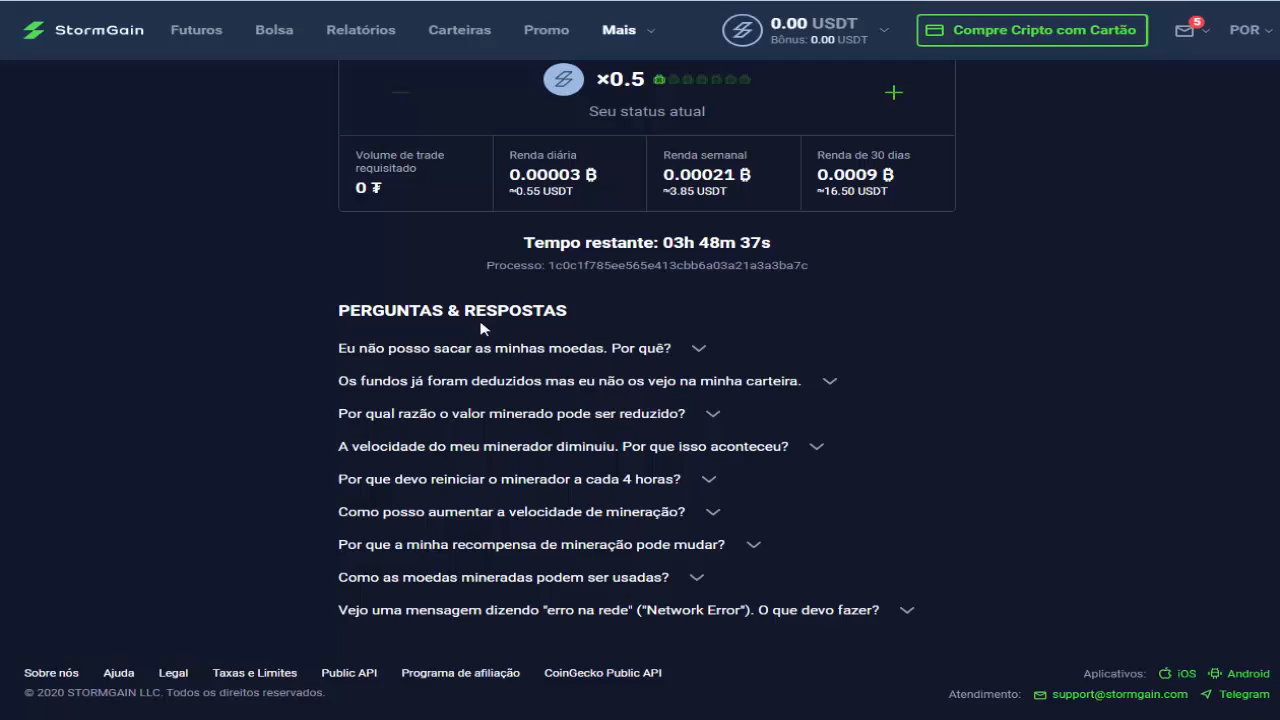 StormGain Futuros Bolsa Relatórios Carteiras Promo Mais 0.00 USDT Bônus: 0.00 USDT Compre Cripto com Cartão 5 POR
×0.5
Seu status atual
Volume de trade requisitado
0 ₮
Renda diária
0.00003 ₿
≈0.55 USDT
Renda semanal
0.00021 ₿
≈3.85 USDT
Renda de 30 dias
0.0009 ₿
≈16.50 USDT
Tempo restante: 03h 48m 37s
Processo: 1c0c1f785ee565e413cbb6a03a21a3a3ba7c
PERGUNTAS & RESPOSTAS
Eu não posso sacar as minhas moedas. Por quê?
Os fundos já foram deduzidos mas eu não os vejo na minha carteira.
Por qual razão o valor minerado pode ser reduzido?
A velocidade do meu minerador diminuiu. Por que isso aconteceu?
Por que devo reiniciar o minerador a cada 4 horas?
Como posso aumentar a velocidade de mineração?
Por que a minha recompensa de mineração pode mudar?
Como as moedas mineradas podem ser usadas?
Vejo uma mensagem dizendo "erro na rede" ("Network Error"). O que devo fazer?
Sobre nós Ajuda Legal Taxas e Limites Public API Programa de afiliação CoinGecko Public API
© 2020 STORMGAIN LLC. Todos os direitos reservados.
Aplicativos: iOS Android
Atendimento: support@stormgain.com Telegram